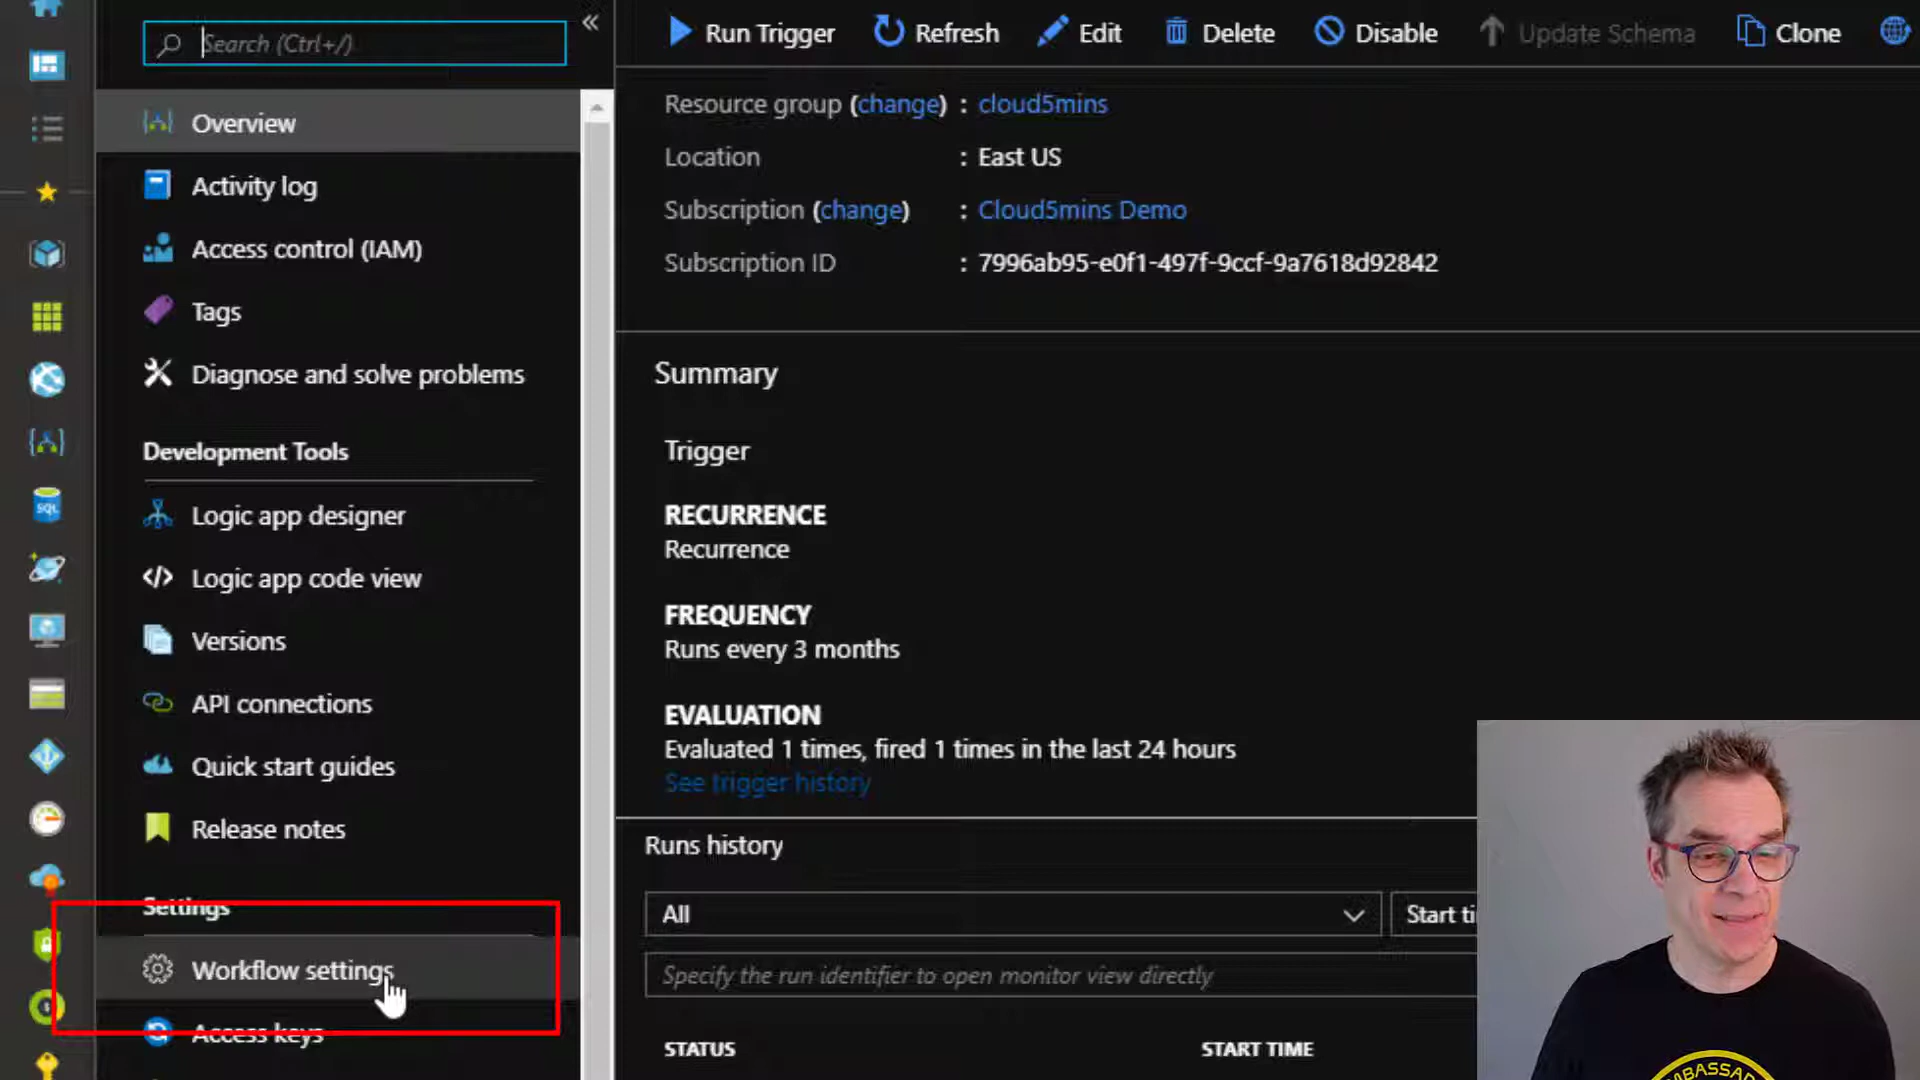 Search (Ctrl+/)
«
Overview
Activity log
Access control (IAM)
Tags
Diagnose and solve problems
Development Tools
Logic app designer
Logic app code view
Versions
API connections
Quick start guides
Release notes
Settings
Workflow settings
Access keys
SQL
Run Trigger Refresh Edit Delete Disable Update Schema Clone
Resource group (change) : cloud5mins
Location : East US
Subscription (change) : Cloud5mins Demo
Subscription ID : 7996ab95-e0f1-497f-9ccf-9a7618d92842
Summary
Trigger
RECURRENCE
Recurrence
FREQUENCY
Runs every 3 months
EVALUATION
Evaluated 1 times, fired 1 times in the last 24 hours
See trigger history
Runs history
All
Start ti
Specify the run identifier to open monitor view directly
STATUS START TIME
MBASSAD